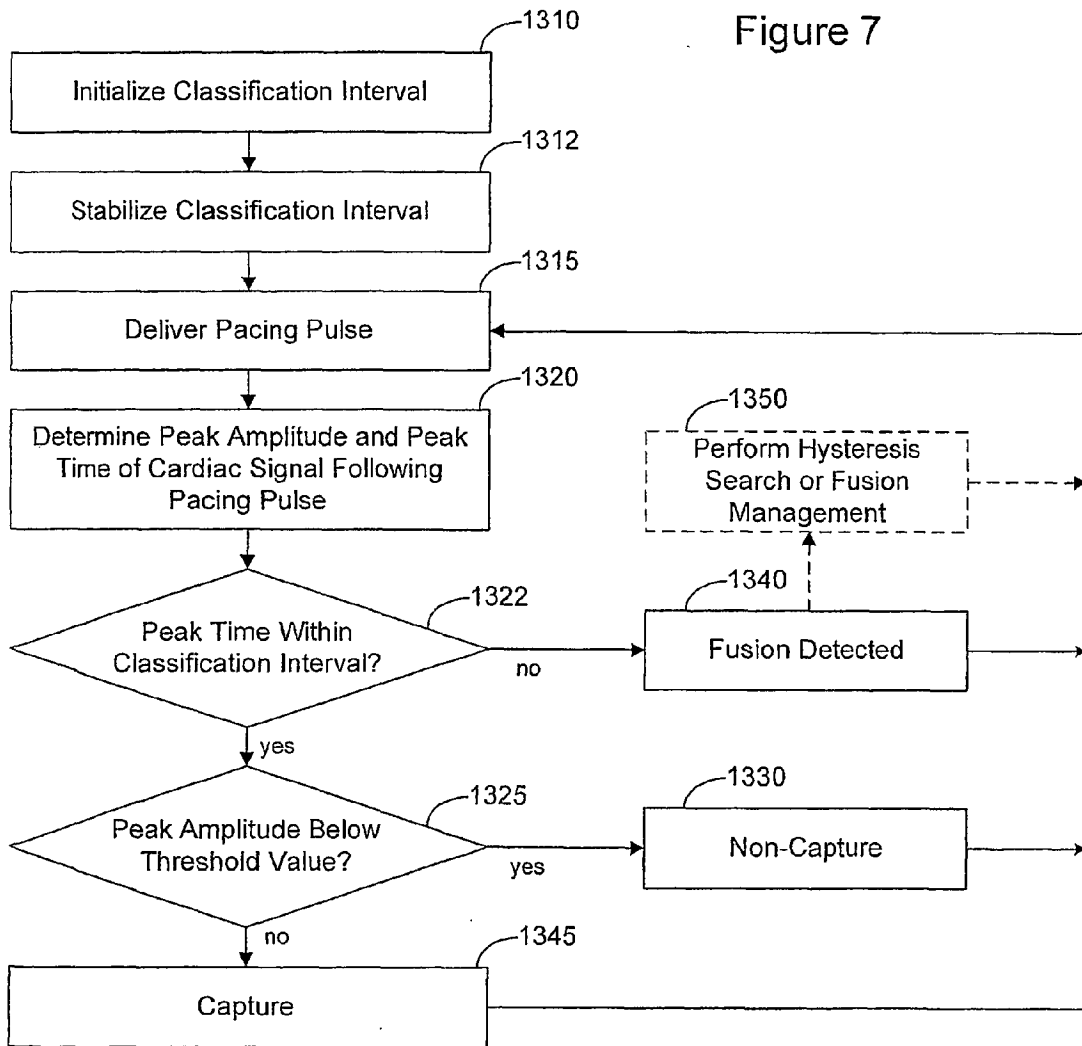 Figure 7
1310
Initialize Classification Interval
1312
Stabilize Classification Interval
1315
Deliver Pacing Pulse
1320
Determine Peak Amplitude and Peak
Time of Cardiac Signal Following
Pacing Pulse
1350
Perform Hysteresis
Search or Fusion
Management
1322
Peak Time Within
Classification Interval?
no
1340
Fusion Detected
yes
1325
Peak Amplitude Below
Threshold Value?
yes
1330
Non-Capture
no
1345
Capture